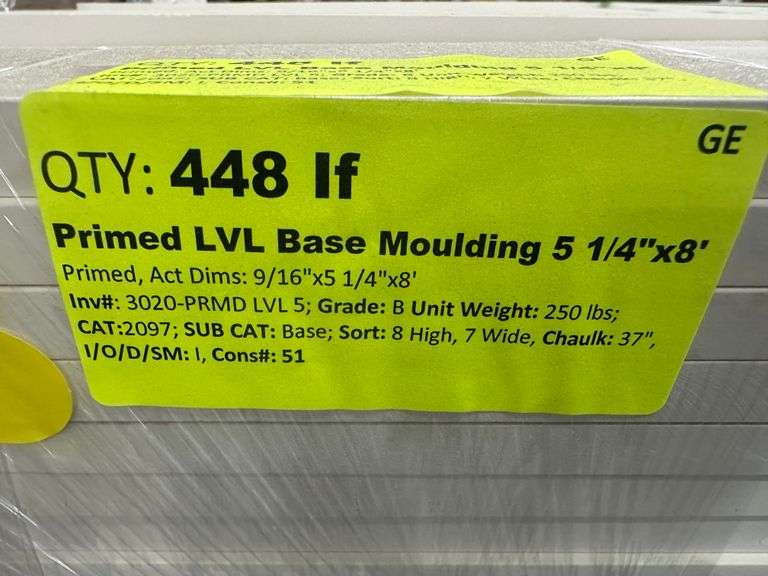 GE
QTY: 448 lf
GE
Primed LVL Base Moulding 5 1/4"x8'
Primed, Act Dims: 9/16"x5 1/4"x8'
Inv#: 3020-PRMD LVL 5; Grade: B Unit Weight: 250 lbs;
CAT:2097; SUB CAT: Base; Sort: 8 High, 7 Wide, Chaulk: 37",
I/O/D/SM: I, Cons#: 51